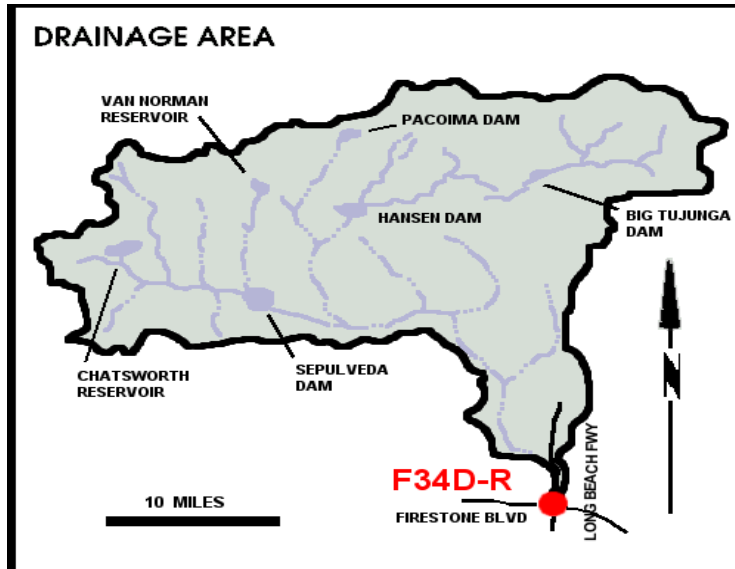 DRAINAGE AREA
VAN NORMAN
RESERVOIR
PACOIMA DAM
HANSEN DAM
BIG TUJUNGA
DAM
CHATSWORTH
RESERVOIR
SEPULVEDA
DAM
N
F34D-R
LONG BEACH FWY
10 MILES
FIRESTONE BLVD